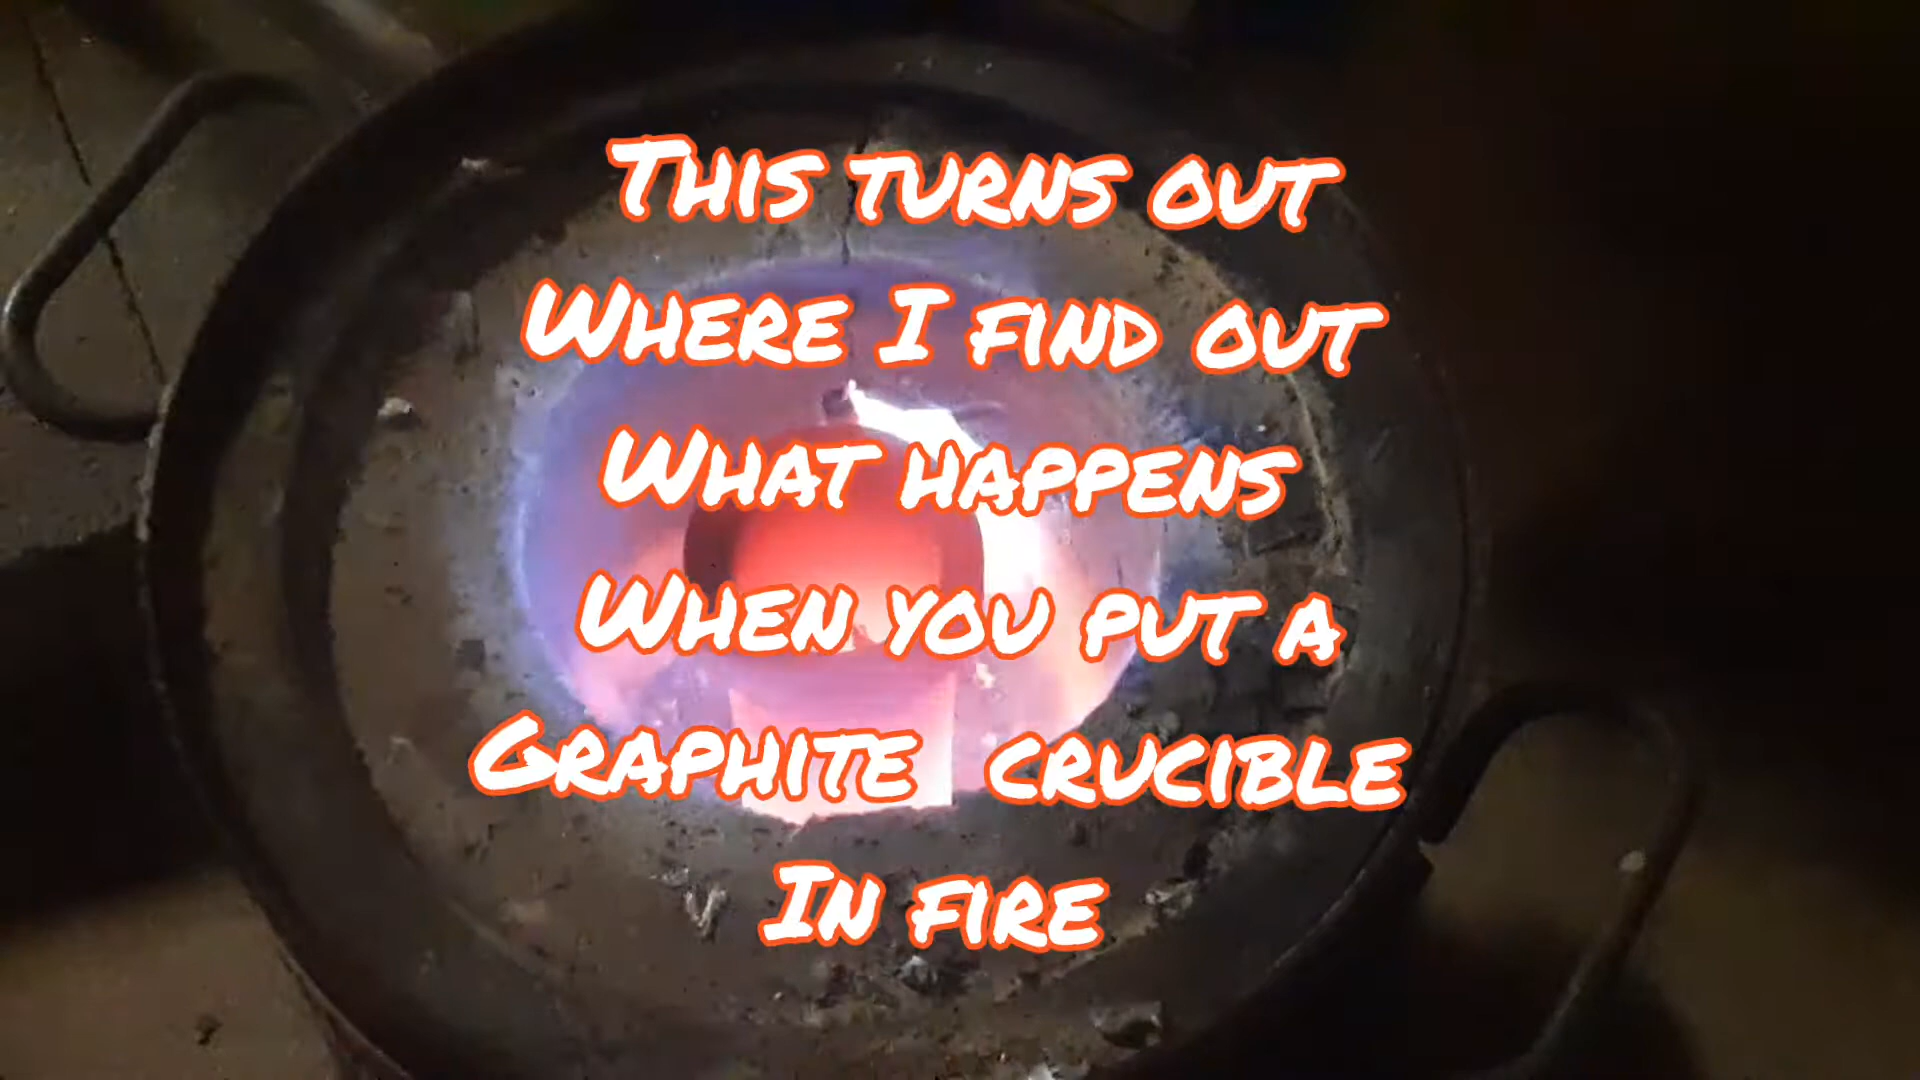 This turns out
Where I find out
What happens
When you put a
Graphite crucible
In fire